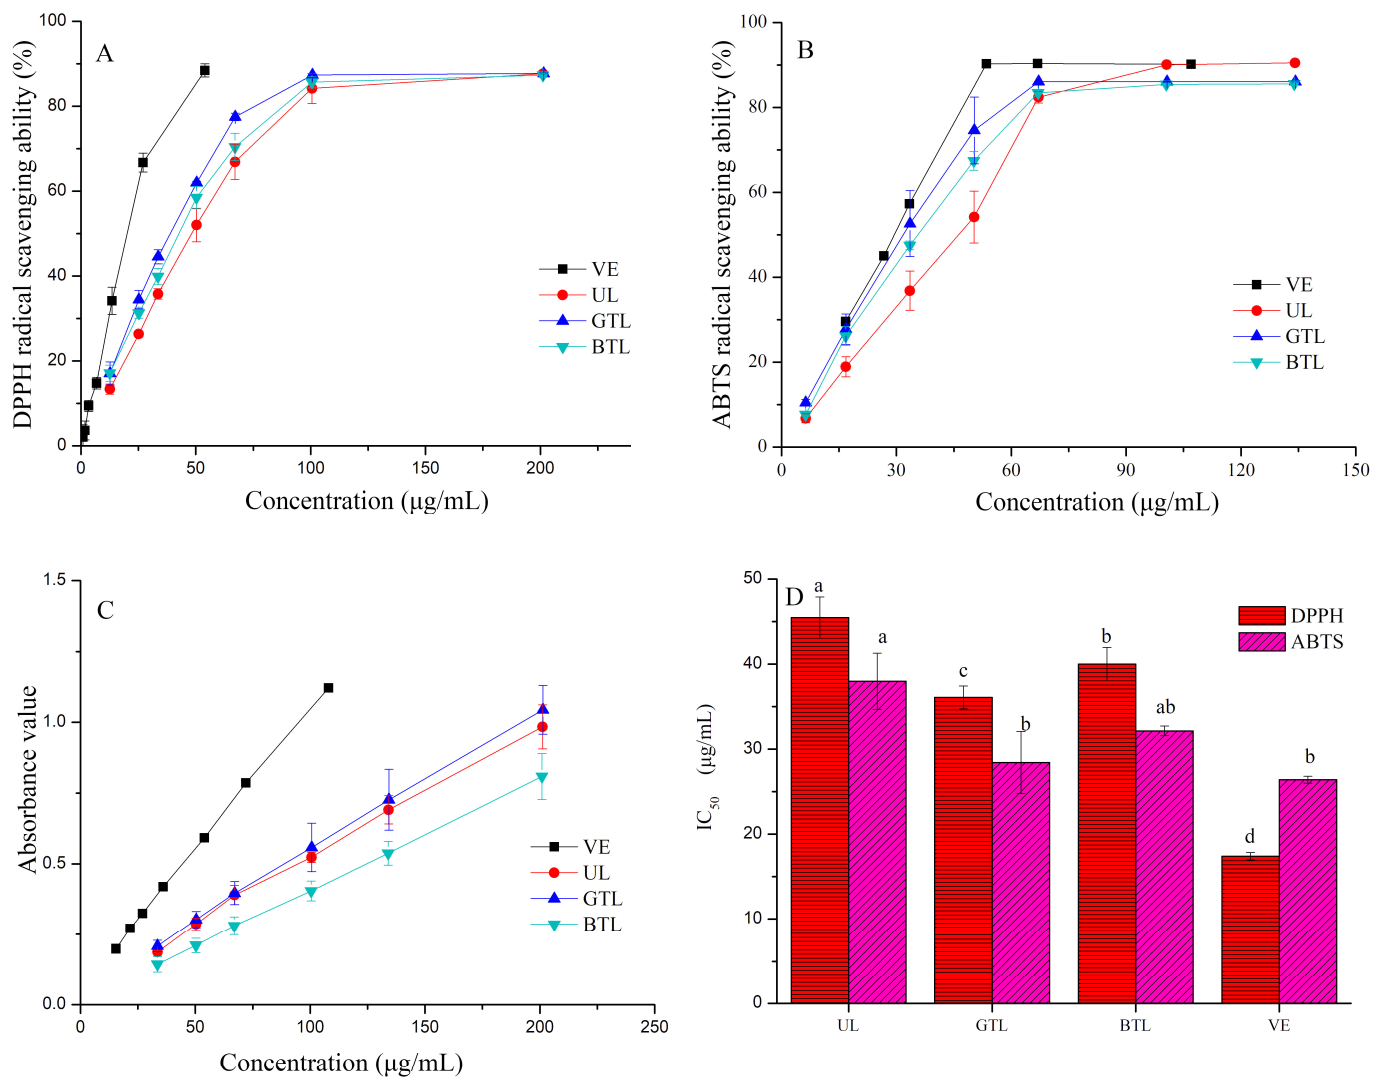 A
DPPH radical scavenging ability (%)
100
80
60
40
20
0
0 50 100 150 200
Concentration (μg/mL)
VE
UL
GTL
BTL
B
ABTS radical scavenging ability (%)
100
80
60
40
20
0
0 30 60 90 120 150
Concentration (μg/mL)
VE
UL
GTL
BTL
C
Absorbance value
1.5
1.0
0.5
0.0
0 50 100 150 200 250
Concentration (μg/mL)
VE
UL
GTL
BTL
D
IC50 (μg/mL)
50
40
30
20
10
0
a
a
c
b
b
ab
d
b
DPPH
ABTS
UL GTL BTL VE